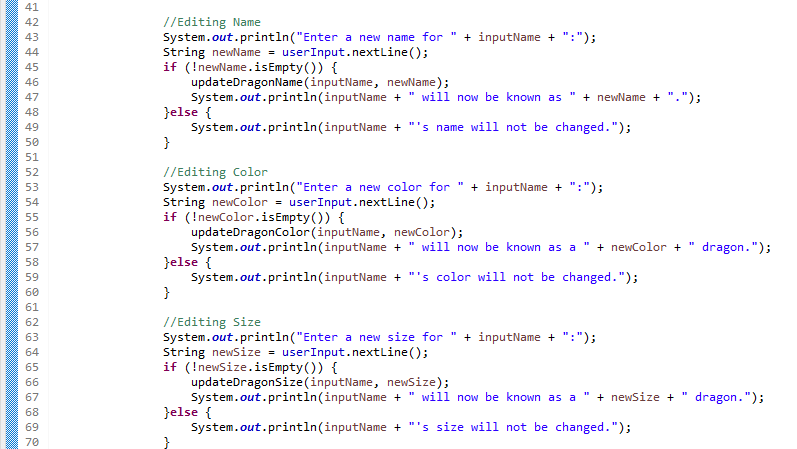 41
42 //Editing Name
43 System.out.println("Enter a new name for " + inputName + ":");
44 String newName = userInput.nextLine();
45 if (!newName.isEmpty()) {
46 updateDragonName(inputName, newName);
47 System.out.println(inputName + " will now be known as " + newName + ".");
48 }else {
49 System.out.println(inputName + "'s name will not be changed.");
50 }
51
52 //Editing Color
53 System.out.println("Enter a new color for " + inputName + ":");
54 String newColor = userInput.nextLine();
55 if (!newColor.isEmpty()) {
56 updateDragonColor(inputName, newColor);
57 System.out.println(inputName + " will now be known as a " + newColor + " dragon.");
58 }else {
59 System.out.println(inputName + "'s color will not be changed.");
60 }
61
62 //Editing Size
63 System.out.println("Enter a new size for " + inputName + ":");
64 String newSize = userInput.nextLine();
65 if (!newSize.isEmpty()) {
66 updateDragonSize(inputName, newSize);
67 System.out.println(inputName + " will now be known as a " + newSize + " dragon.");
68 }else {
69 System.out.println(inputName + "'s size will not be changed.");
70 }